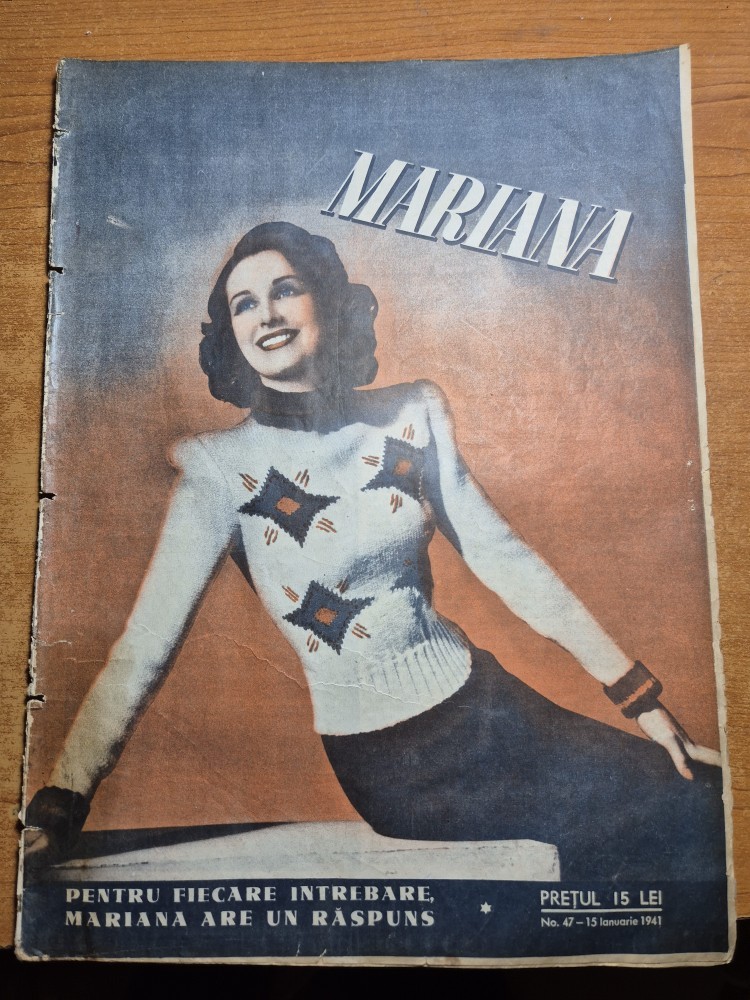 MARIANA
PENTRU FIECARE INTREBARE,
MARIANA ARE UN RĂSPUNS
PREȚUL 15 LEI
No. 47 – 15 Ianuarie 1941